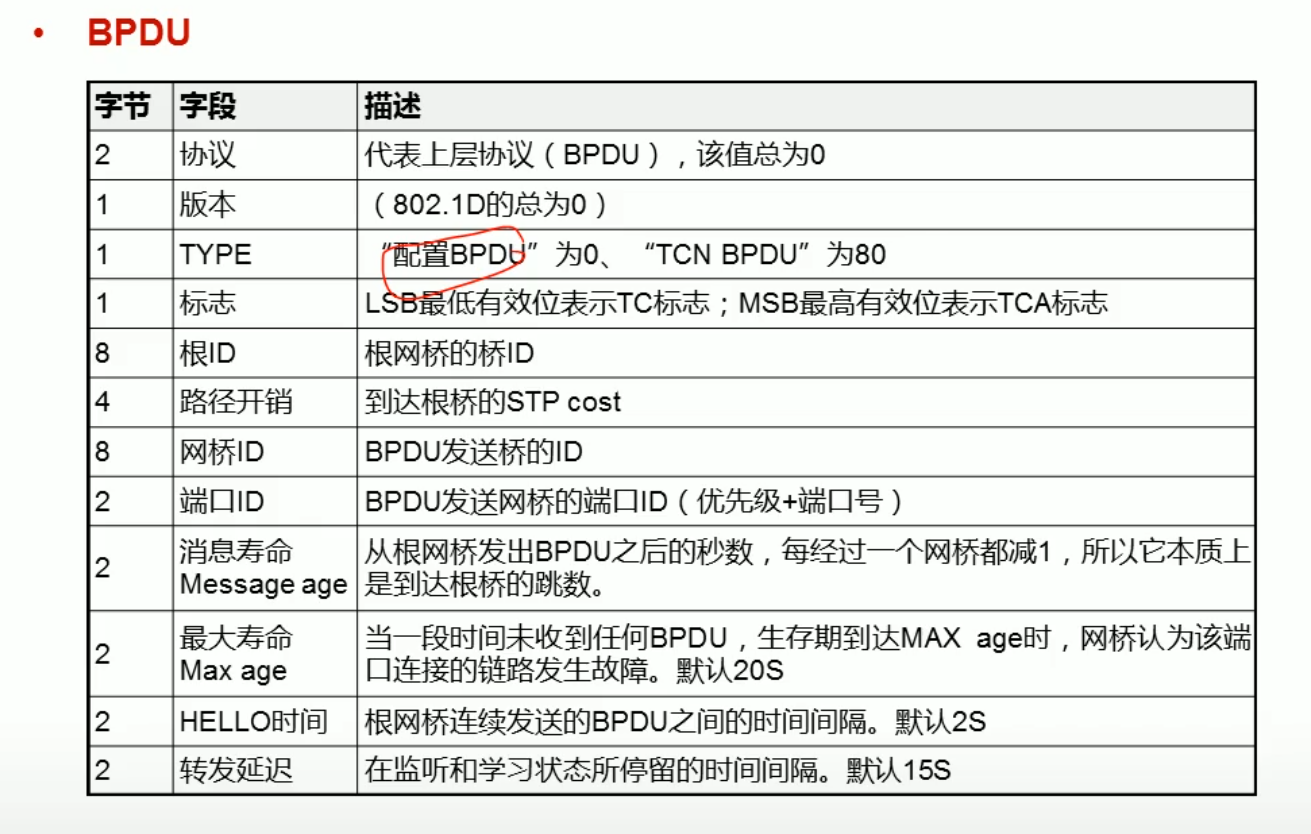 • BPDU
字节 字段 描述
2 协议 代表上层协议（BPDU），该值总为0
1 版本 （802.1D的总为0）
1 TYPE “配置BPDU”为0、“TCN BPDU”为80
1 标志 LSB最低有效位表示TC标志；MSB最高有效位表示TCA标志
8 根ID 根网桥的桥ID
4 路径开销 到达根桥的STP cost
8 网桥ID BPDU发送桥的ID
2 端口ID BPDU发送网桥的端口ID（优先级+端口号）
2 消息寿命 从根网桥发出BPDU之后的秒数，每经过一个网桥都减1，所以它本质上
Message age 是到达根桥的跳数。
2 最大寿命 当一段时间未收到任何BPDU，生存期到达MAX age时，网桥认为该端
Max age 口连接的链路发生故障。默认20S
2 HELLO时间 根网桥连续发送的BPDU之间的时间间隔。默认2S
2 转发延迟 在监听和学习状态所停留的时间间隔。默认15S